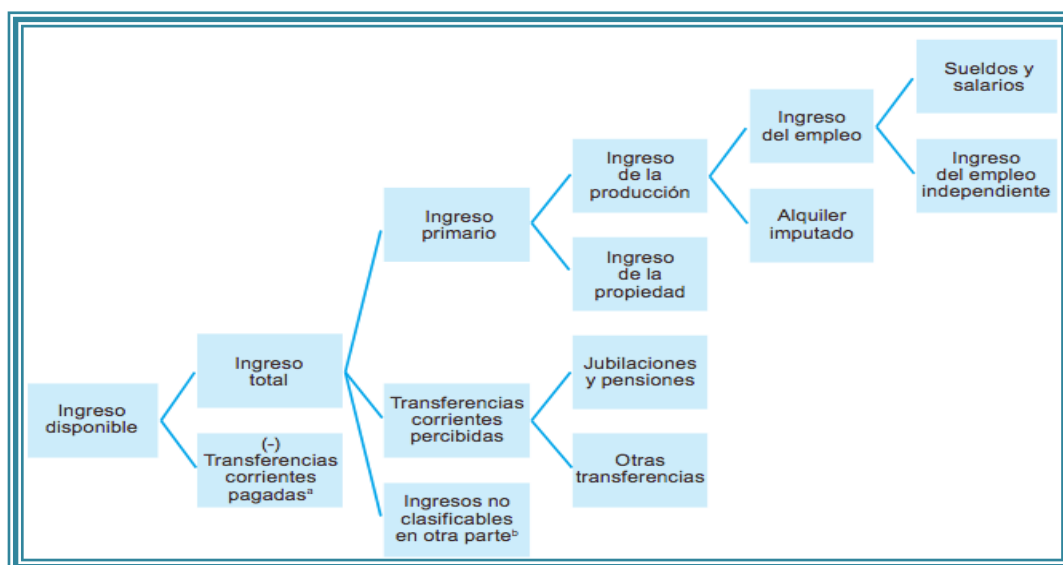 Ingreso
disponible
Ingreso
total
(-)
Transferencias
corrientes
pagadasᵃ
Ingreso
primario
Transferencias
corrientes
percibidas
Ingresos no
clasificables
en otra parteᵇ
Ingreso
de la
producción
Ingreso
de la
propiedad
Jubilaciones
y pensiones
Otras
transferencias
Ingreso
del empleo
Alquiler
imputado
Sueldos y
salarios
Ingreso
del empleo
independiente